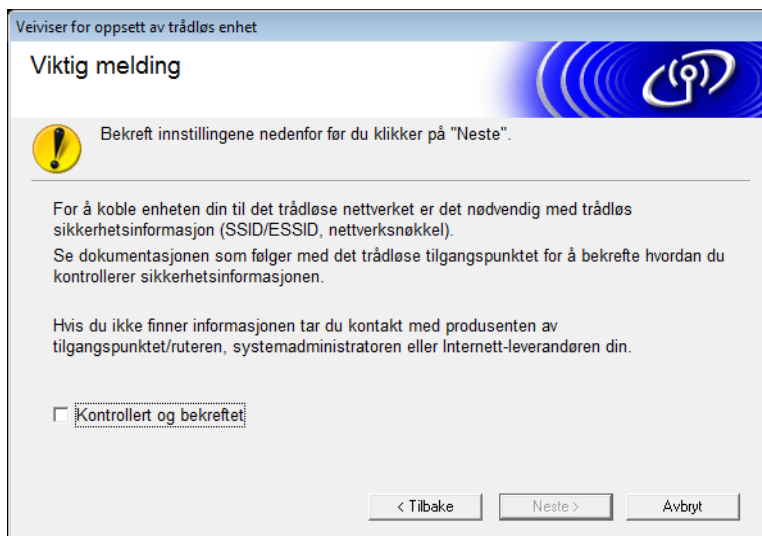 Veiviser for oppsett av trådløs enhet
Viktig melding
Bekreft innstillingene nedenfor før du klikker på "Neste".
For å koble enheten din til det trådløse nettverket er det nødvendig med trådløs
sikkerhetsinformasjon (SSID/ESSID, nettverksnøkkel).
Se dokumentasjonen som følger med det trådløse tilgangspunktet for å bekrefte hvordan du
kontrollerer sikkerhetsinformasjonen.
Hvis du ikke finner informasjonen tar du kontakt med produsenten av
tilgangspunktet/ruteren, systemadministratoren eller Internett-leverandøren din.
Kontrollert og bekreftet
< Tilbake
Neste >
Avbryt